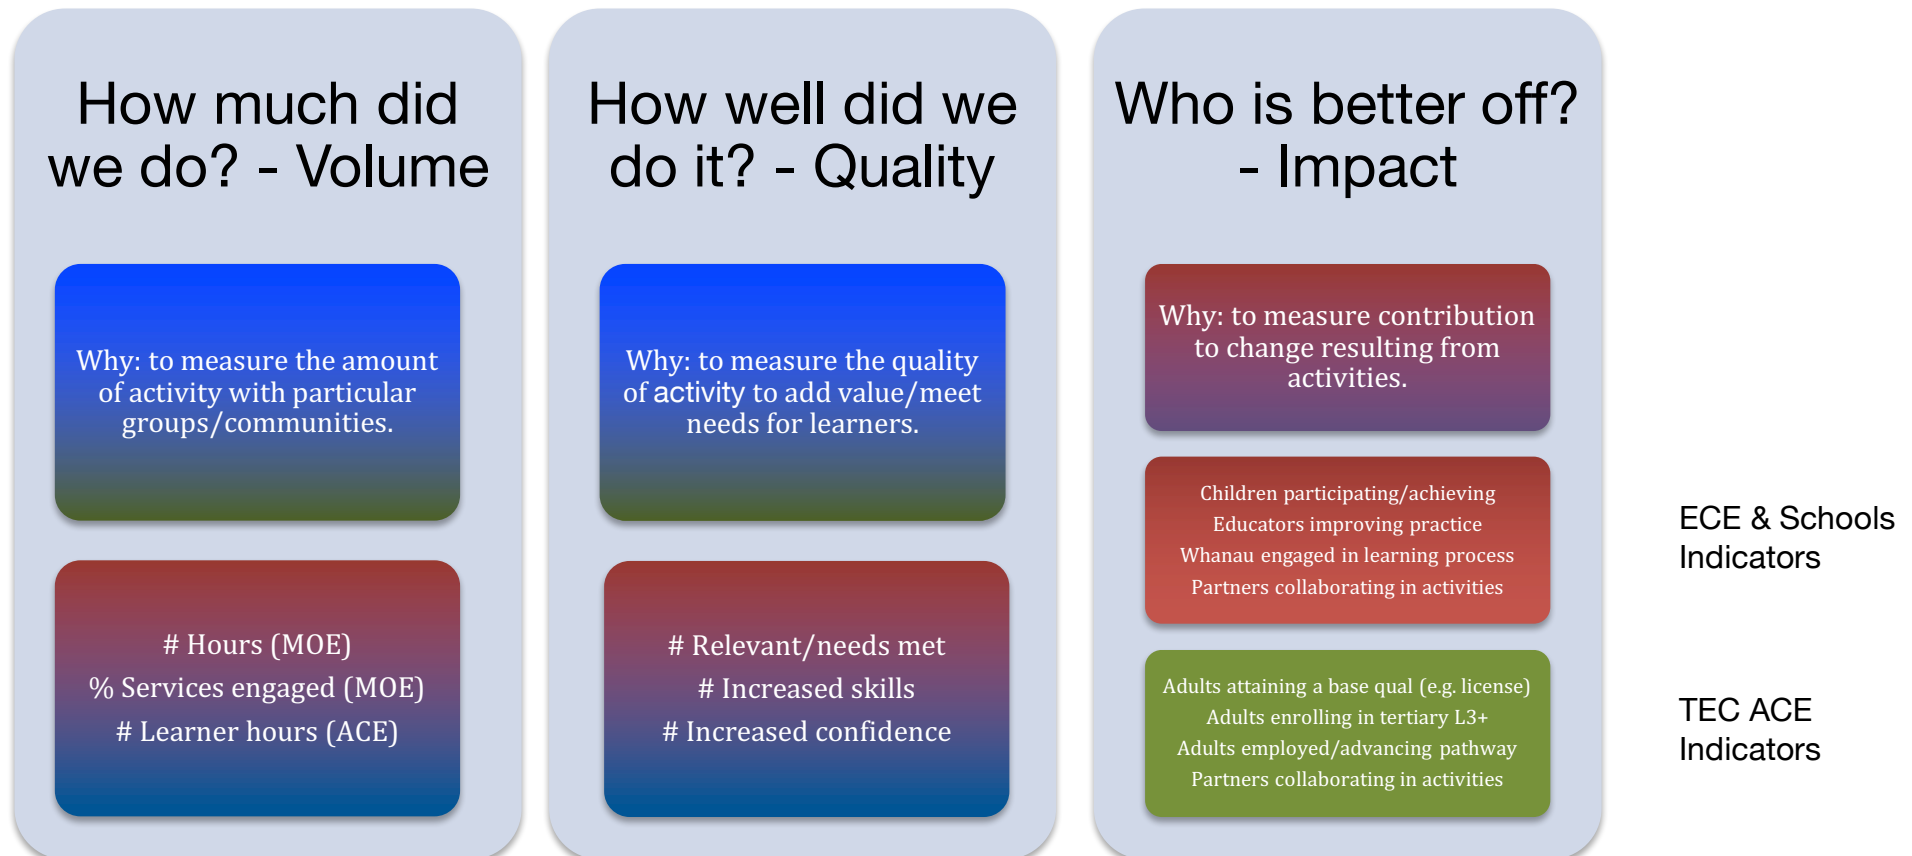 How much did
we do? - Volume
Why: to measure the amount
of activity with particular
groups/communities.
# Hours (MOE)
% Services engaged (MOE)
# Learner hours (ACE)
How well did we
do it? - Quality
Why: to measure the quality
of activity to add value/meet
needs for learners.
# Relevant/needs met
# Increased skills
# Increased confidence
Who is better off?
- Impact
Why: to measure contribution
to change resulting from
activities.
Children participating/achieving
Educators improving practice
Whanau engaged in learning process
Partners collaborating in activities
ECE & Schools
Indicators
Adults attaining a base qual (e.g. license)
Adults enrolling in tertiary L3+
Adults employed/advancing pathway
Partners collaborating in activities
TEC ACE
Indicators